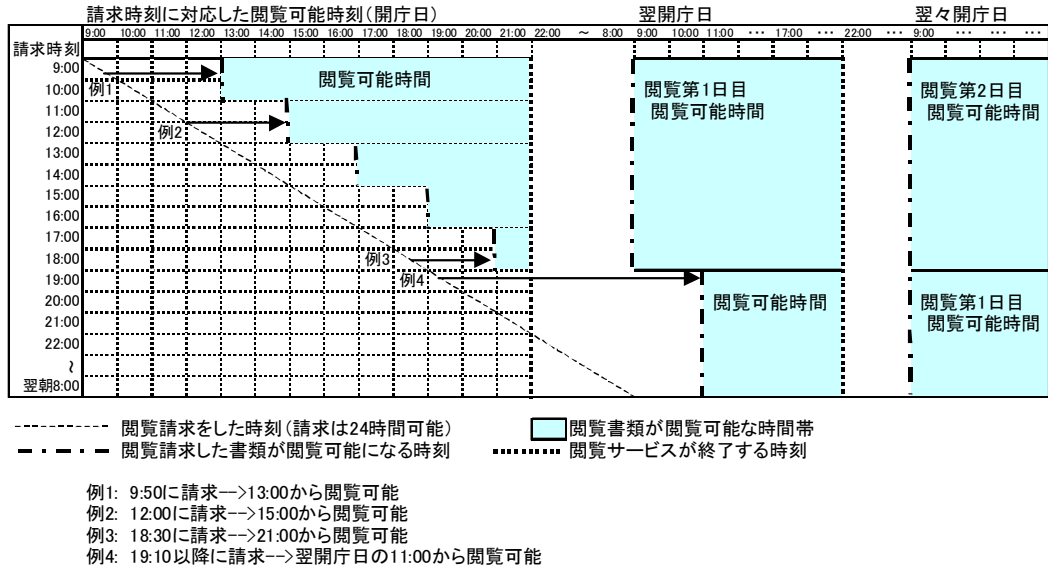 請求時刻に対応した閲覧可能時刻(開庁日) 翌開庁日 翌々開庁日
9:00 10:00 11:00 12:00 13:00 14:00 15:00 16:00 17:00 18:00 19:00 20:00 21:00 22:00 ～ 8:00 9:00 10:00 11:00 … 17:00 … 22:00 … 9:00 … … …
請求時刻
9:00
例1
閲覧可能時間
10:00
閲覧第1日目
閲覧可能時間
閲覧第2日目
閲覧可能時間
11:00
例2
12:00
13:00
14:00
15:00
16:00
17:00
例3
18:00
例4
19:00
閲覧可能時間
閲覧第1日目
閲覧可能時間
20:00
21:00
22:00
～
翌朝8:00
閲覧請求をした時刻(請求は24時間可能) 閲覧書類が閲覧可能な時間帯
閲覧請求した書類が閲覧可能になる時刻 閲覧サービスが終了する時刻
例1: 9:50に請求-->13:00から閲覧可能
例2: 12:00に請求-->15:00から閲覧可能
例3: 18:30に請求-->21:00から閲覧可能
例4: 19:10以降に請求-->翌開庁日の11:00から閲覧可能